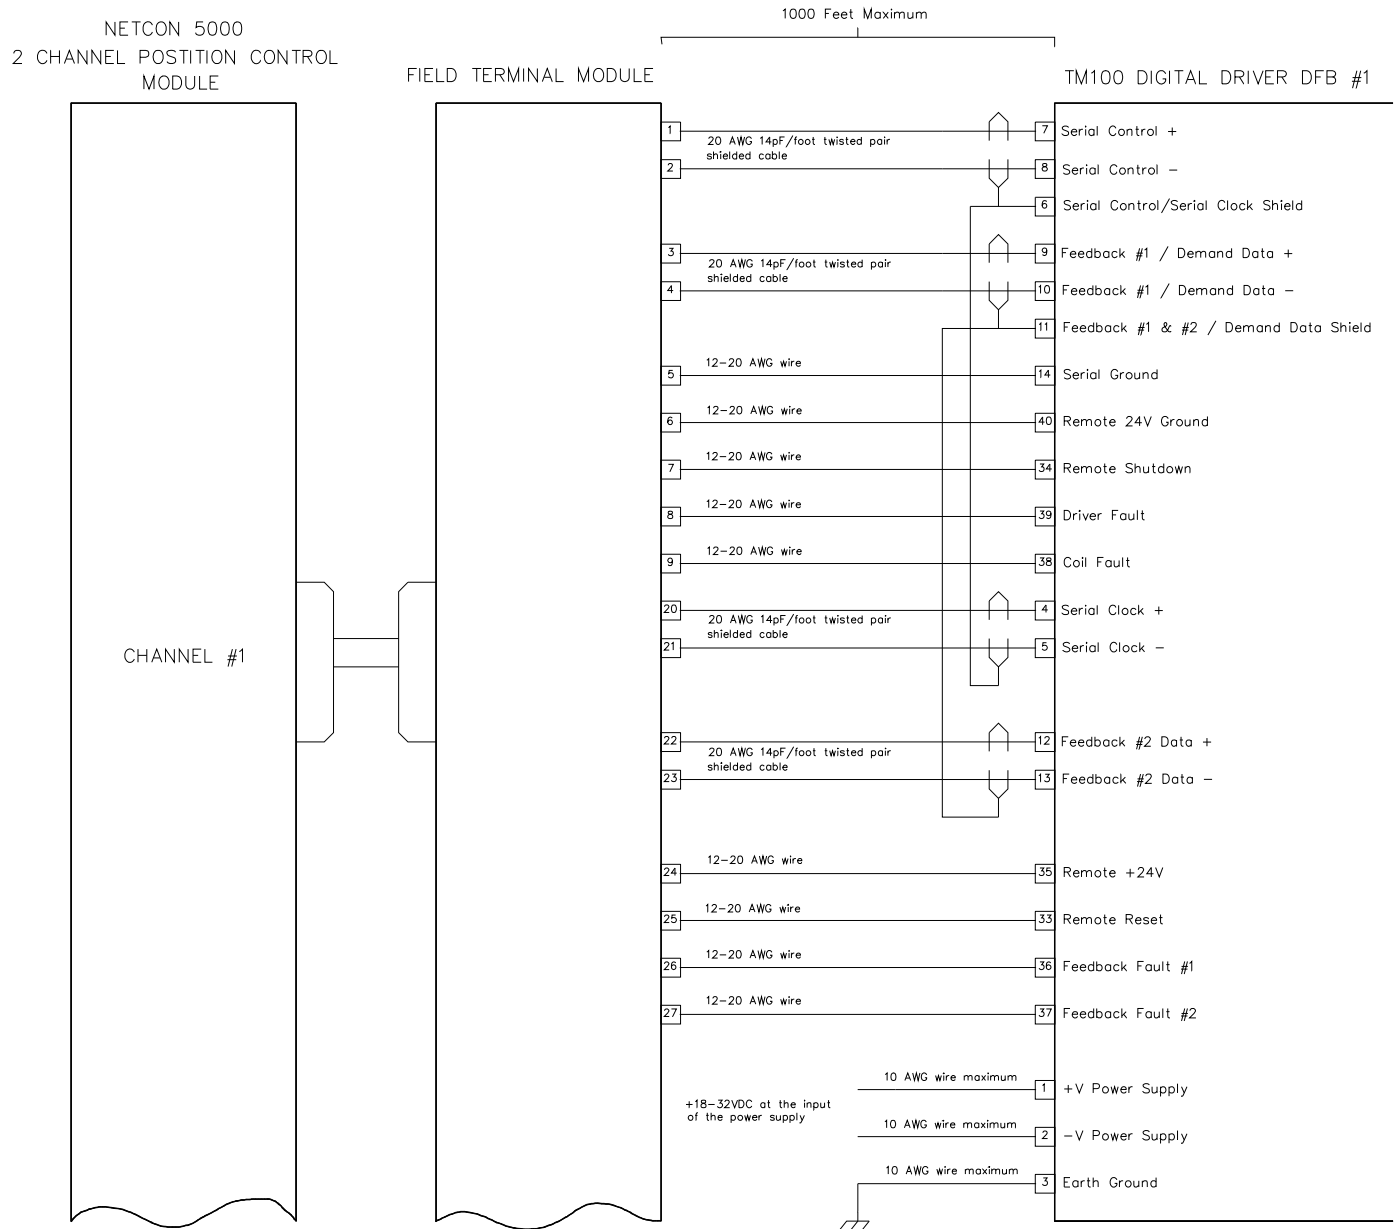 1000 Feet Maximum
NETCON 5000
2 CHANNEL POSTITION CONTROL
MODULE
FIELD TERMINAL MODULE
TM100 DIGITAL DRIVER DFB #1
1 7 Serial Control +
20 AWG 14pF/foot twisted pair
shielded cable
2 8 Serial Control −
6 Serial Control/Serial Clock Shield
3 9 Feedback #1 / Demand Data +
20 AWG 14pF/foot twisted pair
shielded cable
4 10 Feedback #1 / Demand Data −
11 Feedback #1 & #2 / Demand Data Shield
12−20 AWG wire
5 14 Serial Ground
12−20 AWG wire
6 40 Remote 24V Ground
12−20 AWG wire
7 34 Remote Shutdown
12−20 AWG wire
8 39 Driver Fault
12−20 AWG wire
9 38 Coil Fault
20 4 Serial Clock +
20 AWG 14pF/foot twisted pair
shielded cable
21 5 Serial Clock −
CHANNEL #1
22 12 Feedback #2 Data +
20 AWG 14pF/foot twisted pair
shielded cable
23 13 Feedback #2 Data −
12−20 AWG wire
24 35 Remote +24V
12−20 AWG wire
25 33 Remote Reset
12−20 AWG wire
26 36 Feedback Fault #1
12−20 AWG wire
27 37 Feedback Fault #2
10 AWG wire maximum
1 +V Power Supply
+18−32VDC at the input
of the power supply
10 AWG wire maximum
2 −V Power Supply
10 AWG wire maximum
3 Earth Ground